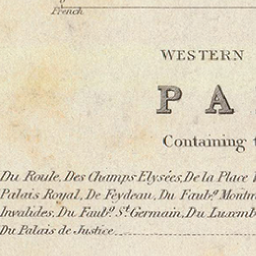 French
WESTERN
PA
Containing
Du Roule, Des Champs Elysées, De la Place
Palais Royal, De Feydeau, Du Faubg. Montm
Invalides, Du Faubg. St. Germain, Du Luxemb
Du Palais de Justice